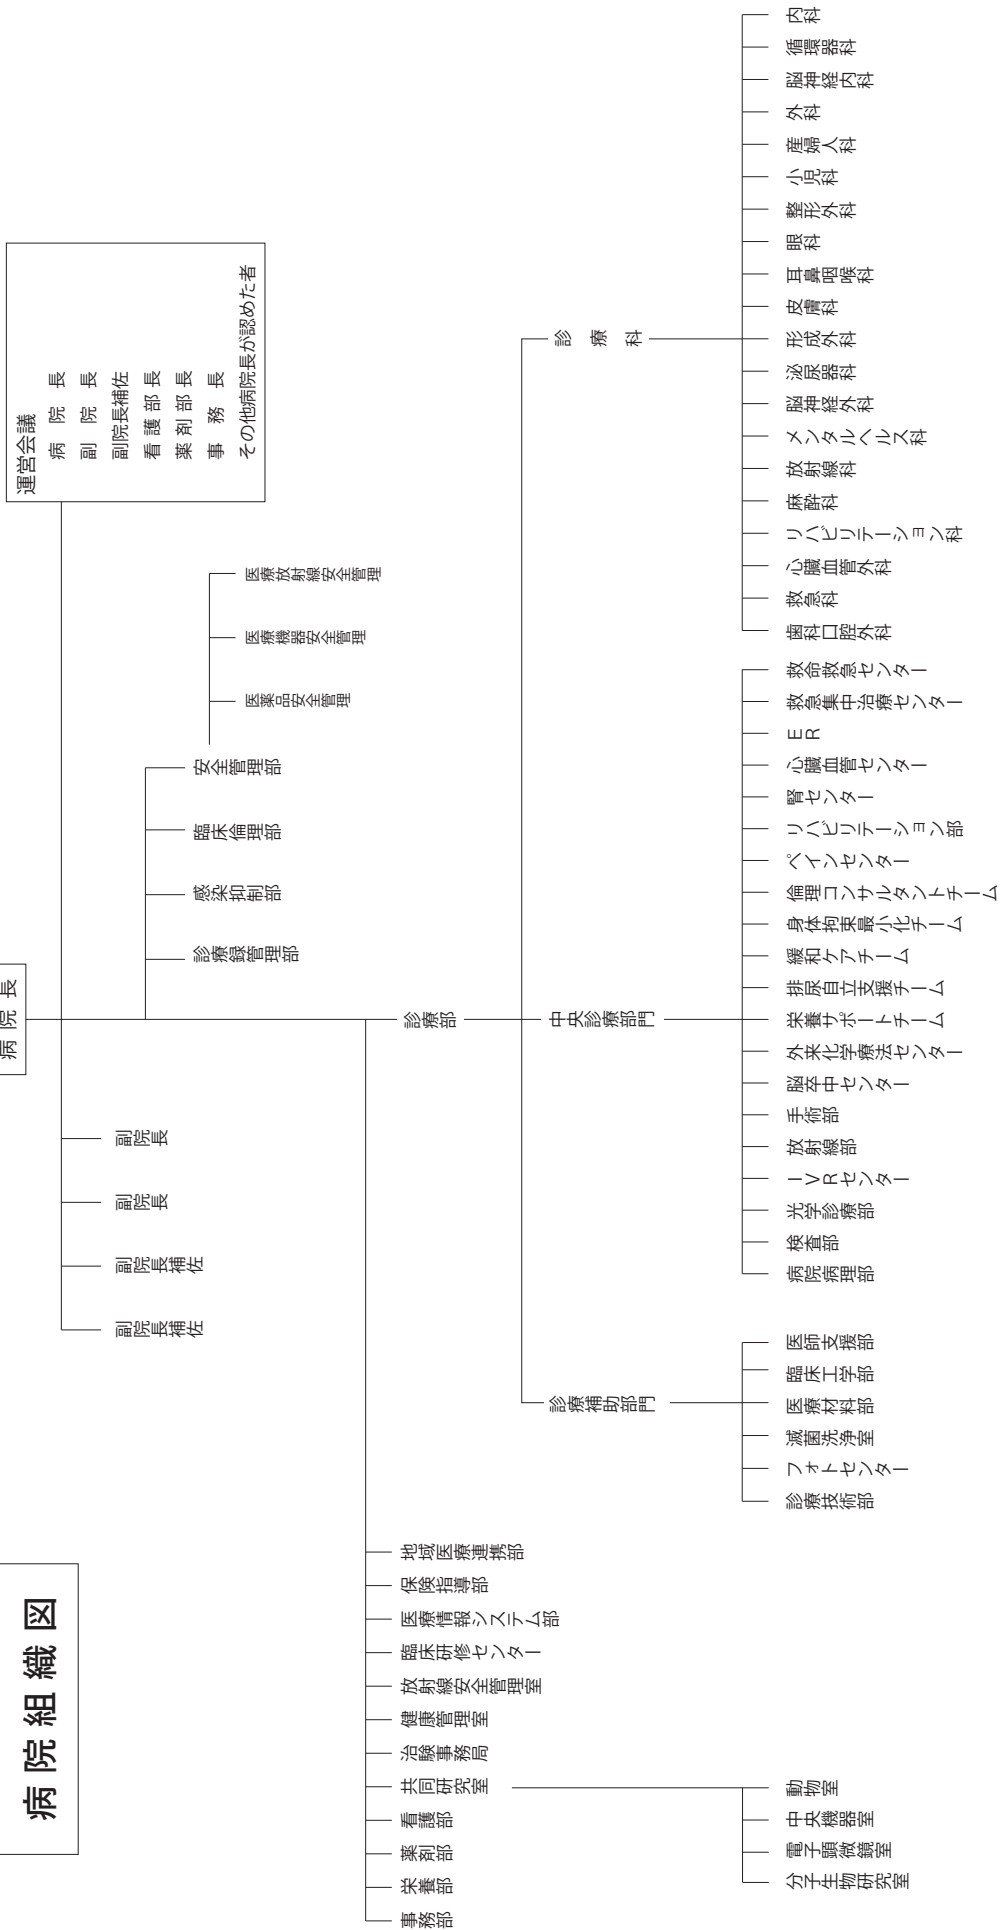 病院組織図
病院長
運営会議
病院長
副院長
副院長補佐
看護部長
薬剤部長
事務長
その他病院長が認めた者
副院長
副院長
副院長補佐
副院長補佐
医療放射線安全管理
医療機器安全管理
医薬品安全管理
安全管理部
臨床倫理部
感染抑制部
診療録管理部
診療部
地域医療連携部
保険指導部
医療情報システム部
臨床研修センター
放射線安全管理室
健康管理室
治験事務局
共同研究室
看護部
薬剤部
栄養部
事務部
診療科
中央診療部門
診療補助部門
内科
循環器科
脳神経内科
外科
産婦人科
小児科
整形外科
眼科
耳鼻咽喉科
皮膚科
形成外科
泌尿器科
脳神経外科
メンタルヘルス科
放射線科
麻酔科
リハビリテーション科
心臓血管外科
救急科
歯科口腔外科
救命救急センター
救急集中治療センター
ER
心臓血管センター
腎センター
リハビリテーション部
ペインセンター
倫理コンサルタントチーム
身体拘束最小化チーム
緩和ケアチーム
排尿自立支援チーム
栄養サポートチーム
外来化学療法センター
脳卒中センター
手術部
放射線部
IVRセンター
光学診療部
検査部
病院病理部
医師支援部
臨床工学部
医療材料部
滅菌洗浄室
フォトセンター
診療技術部
動物室
中央機器室
電子顕微鏡室
分子生物研究室